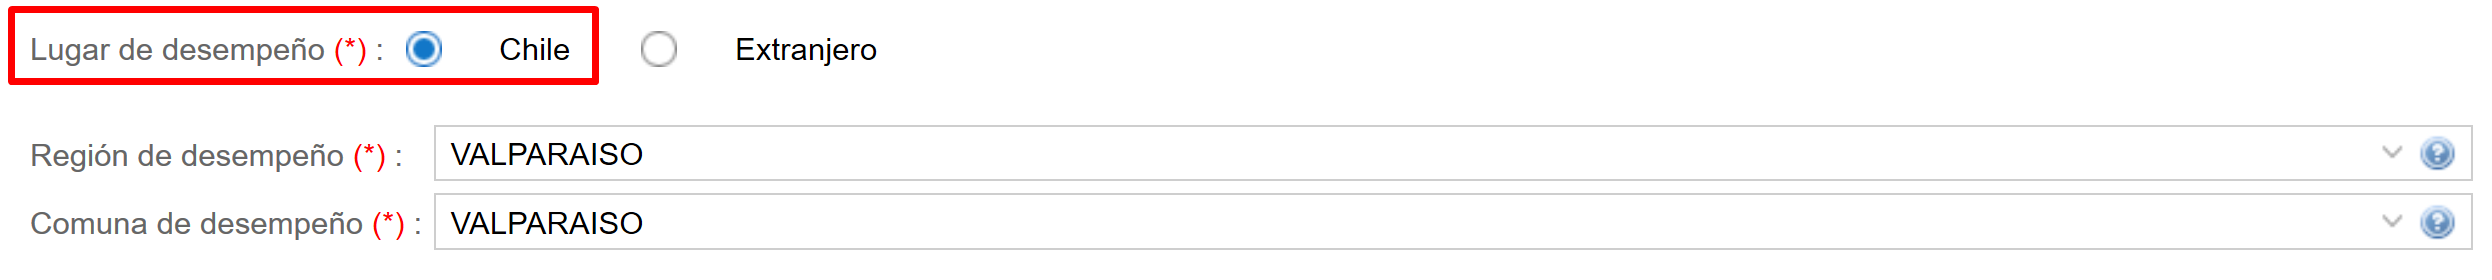 Lugar de desempeño (*) : Chile Extranjero
Región de desempeño (*) : VALPARAISO
Comuna de desempeño (*) : VALPARAISO